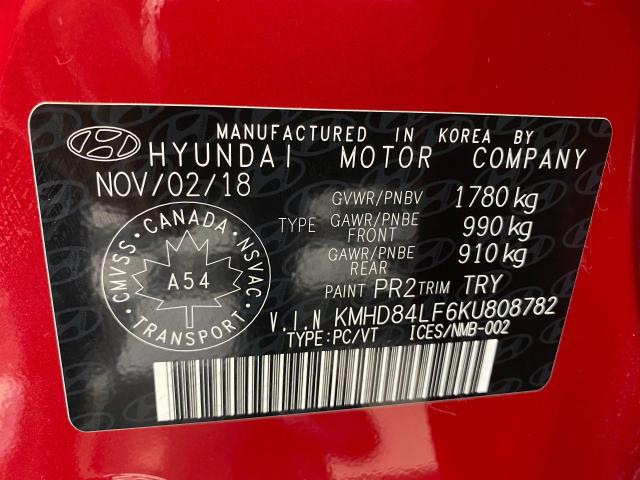 MANUFACTURED IN KOREA BY
HYUNDAI MOTOR COMPANY
NOV/02/18
GVWR/PNBV 1780 kg
TYPE GAWR/PNBE FRONT 990 kg
GAWR/PNBE REAR 910 kg
PAINT PR2 TRIM TRY
CANADA
CMVSS NSVAC
A54
TRANSPORT
V.I.N KMHD84LF6KU808782
TYPE:PC/VT ICES/NMB-002